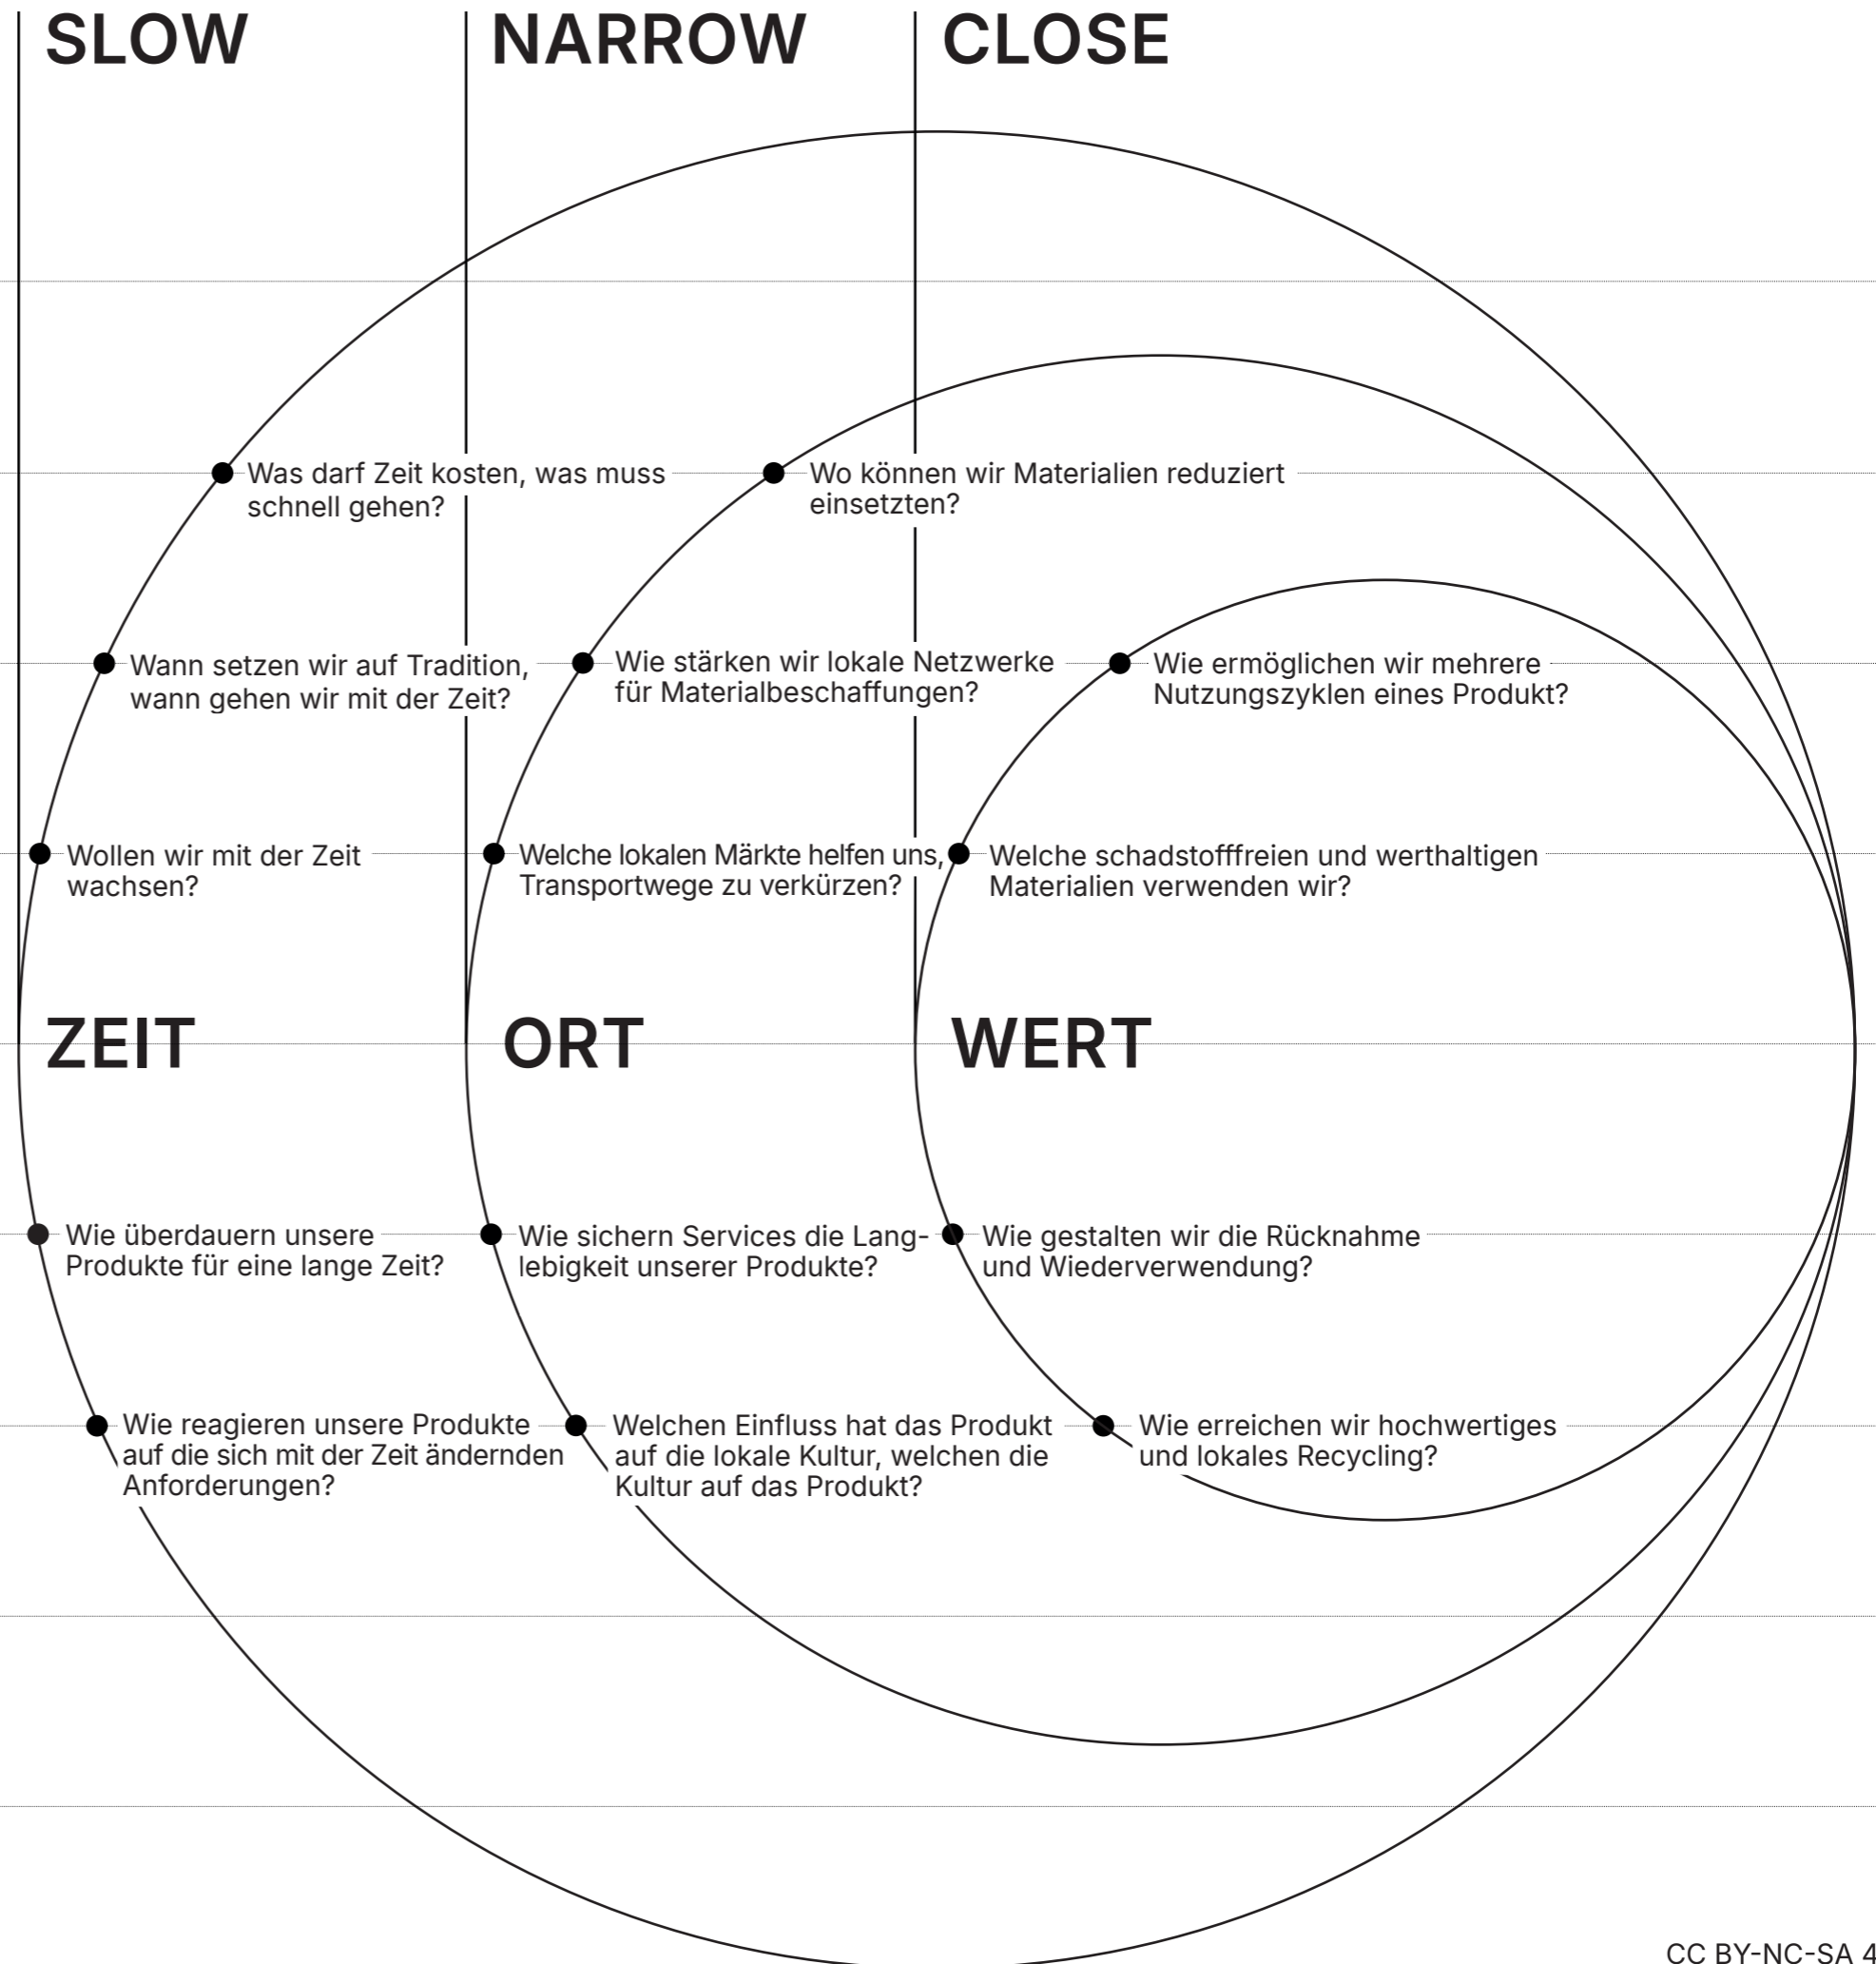 SLOW
NARROW
CLOSE
Was darf Zeit kosten, was muss
schnell gehen?
Wo können wir Materialien reduziert
einsetzten?
Wann setzen wir auf Tradition,
wann gehen wir mit der Zeit?
Wie stärken wir lokale Netzwerke
für Materialbeschaffungen?
Wie ermöglichen wir mehrere
Nutzungszyklen eines Produkt?
Wollen wir mit der Zeit
wachsen?
Welche lokalen Märkte helfen uns,
Transportwege zu verkürzen?
Welche schadstofffreien und werthaltigen
Materialien verwenden wir?
ZEIT
ORT
WERT
Wie überdauern unsere
Produkte für eine lange Zeit?
Wie sichern Services die Lang-
lebigkeit unserer Produkte?
Wie gestalten wir die Rücknahme
und Wiederverwendung?
Wie reagieren unsere Produkte
auf die sich mit der Zeit ändernden
Anforderungen?
Welchen Einfluss hat das Produkt
auf die lokale Kultur, welchen die
Kultur auf das Produkt?
Wie erreichen wir hochwertiges
und lokales Recycling?
CC BY-NC-SA 4